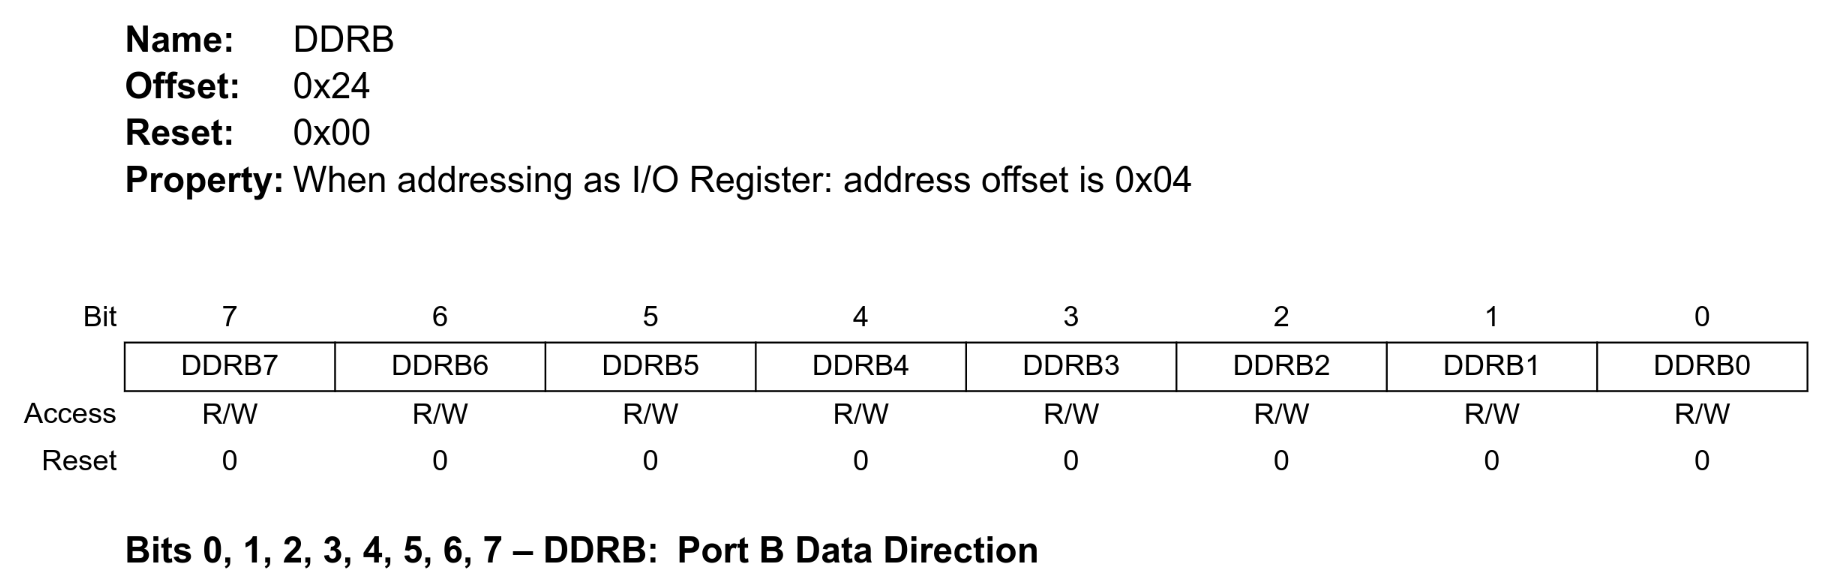 Name: DDRB
Offset: 0x24
Reset: 0x00
Property: When addressing as I/O Register: address offset is 0x04
Bit 7 6 5 4 3 2 1 0
DDRB7 DDRB6 DDRB5 DDRB4 DDRB3 DDRB2 DDRB1 DDRB0
Access R/W R/W R/W R/W R/W R/W R/W R/W
Reset 0 0 0 0 0 0 0 0
Bits 0, 1, 2, 3, 4, 5, 6, 7 – DDRB: Port B Data Direction